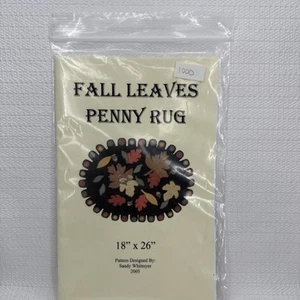 FALL LEAVES
PENNY RUG
18" x 26"
Pattern Designed By:
Sandy Whitmyer
2005